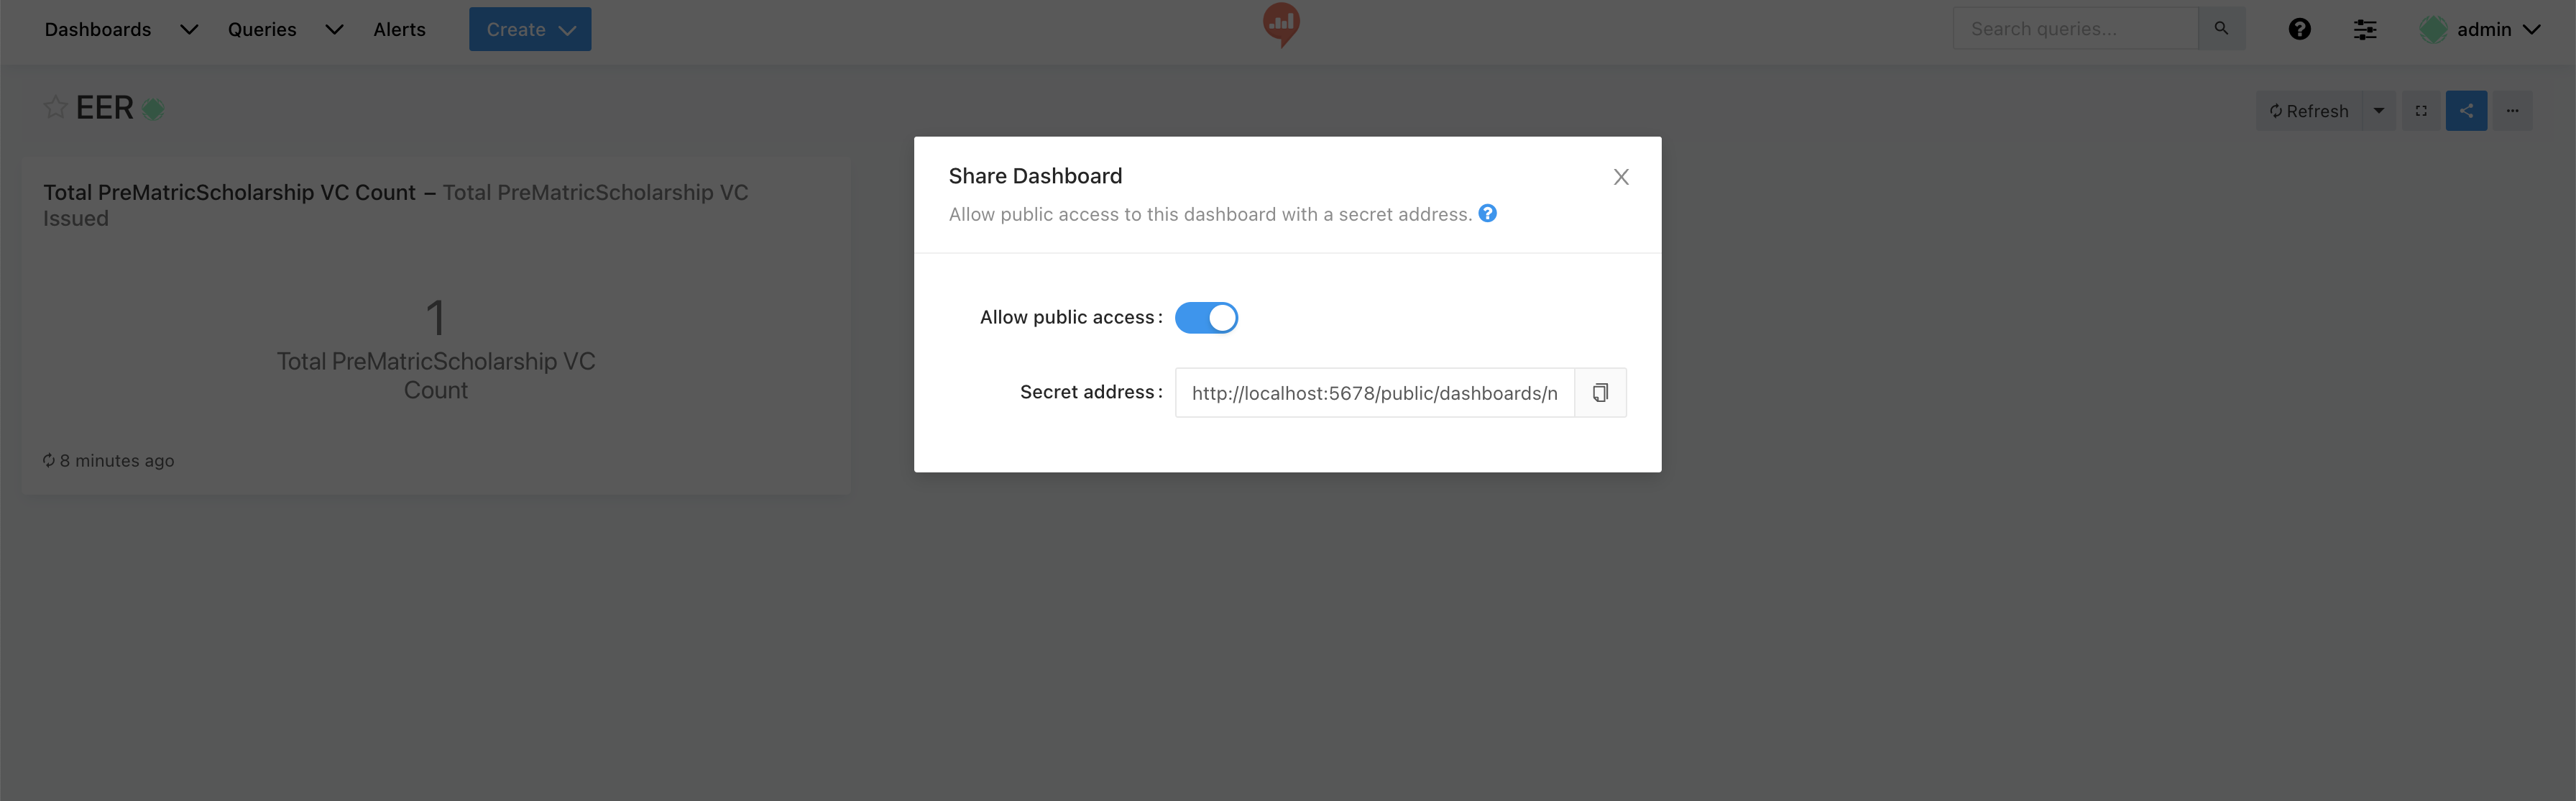 Dashboards Queries Alerts Create Search queries... admin
EER Refresh
Total PreMatricScholarship VC Count – Total PreMatricScholarship VC
Issued
1
Total PreMatricScholarship VC
Count
8 minutes ago
Share Dashboard
Allow public access to this dashboard with a secret address.
Allow public access:
Secret address: http://localhost:5678/public/dashboards/n